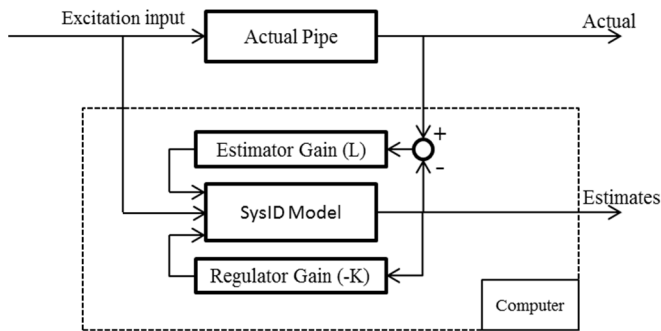 Excitation input
Actual
Actual Pipe
+
Estimator Gain (L)
-
Estimates
SysID Model
Regulator Gain (-K)
Computer